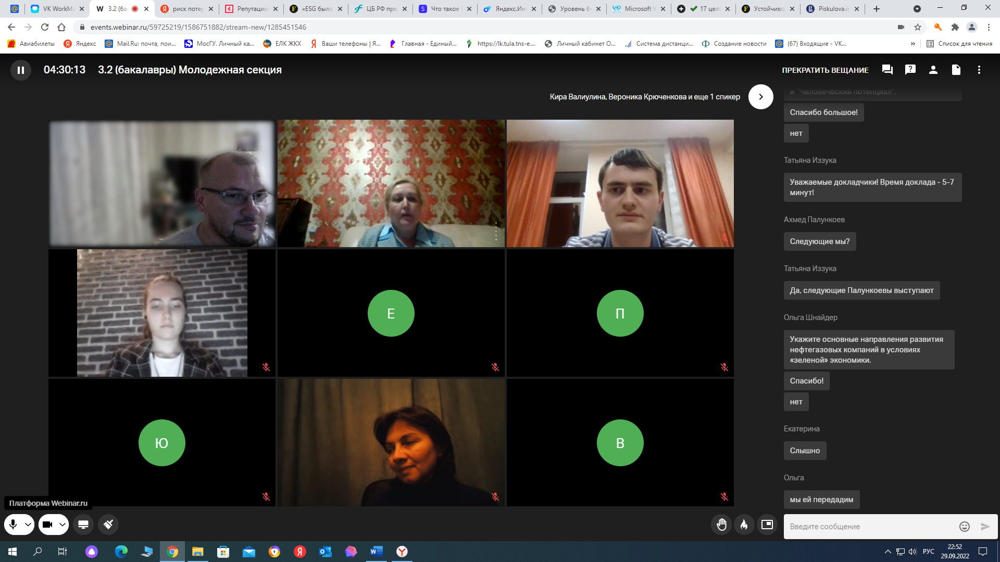 VK WorkMa
3.2 (ба
риск потер
Репутацион
«ESG было
ЦБ РФ пре
Что такое
Яндекс.Инт
Уровень бе
Microsoft W
17 целе
Устойчиво
Piskulova.in
events.webinar.ru/59725219/1586751882/stream-new/1285451546
Авиабилеты
Яндекс
Mail.Ru: почта, пои...
МосГУ. Личный ка...
ЕЛК ЖКХ
Ваши телефоны | Я...
Главная - Единый...
https://lk.tula.tns-e....
Личный кабинет О...
Система дистанци...
Создание новости
(67) Входящие - VK...
»
Список для чтения
04:30:13 3.2 (бакалавры) Молодежная секция
ПРЕКРАТИТЬ ВЕЩАНИЕ
Кира Валиулина, Вероника Крюченкова и еще 1 спикер
Е
П
Ю
В
и "человеческий потенциал".
Спасибо большое!
нет
Татьяна Иззука
Уважаемые докладчики! Время доклада - 5-7
минут!
Ахмед Палункоев
Следующие мы?
Татьяна Иззука
Да, следующие Палункоевы выступают
Ольга Шнайдер
Укажите основные направления развития
нефтегазовых компаний в условиях
«зеленой» экономики.
Спасибо!
нет
Екатерина
Слышно
Ольга
мы ей передадим
Введите сообщение
Платформа Webinar.ru
РУС
22:52
29.09.2022